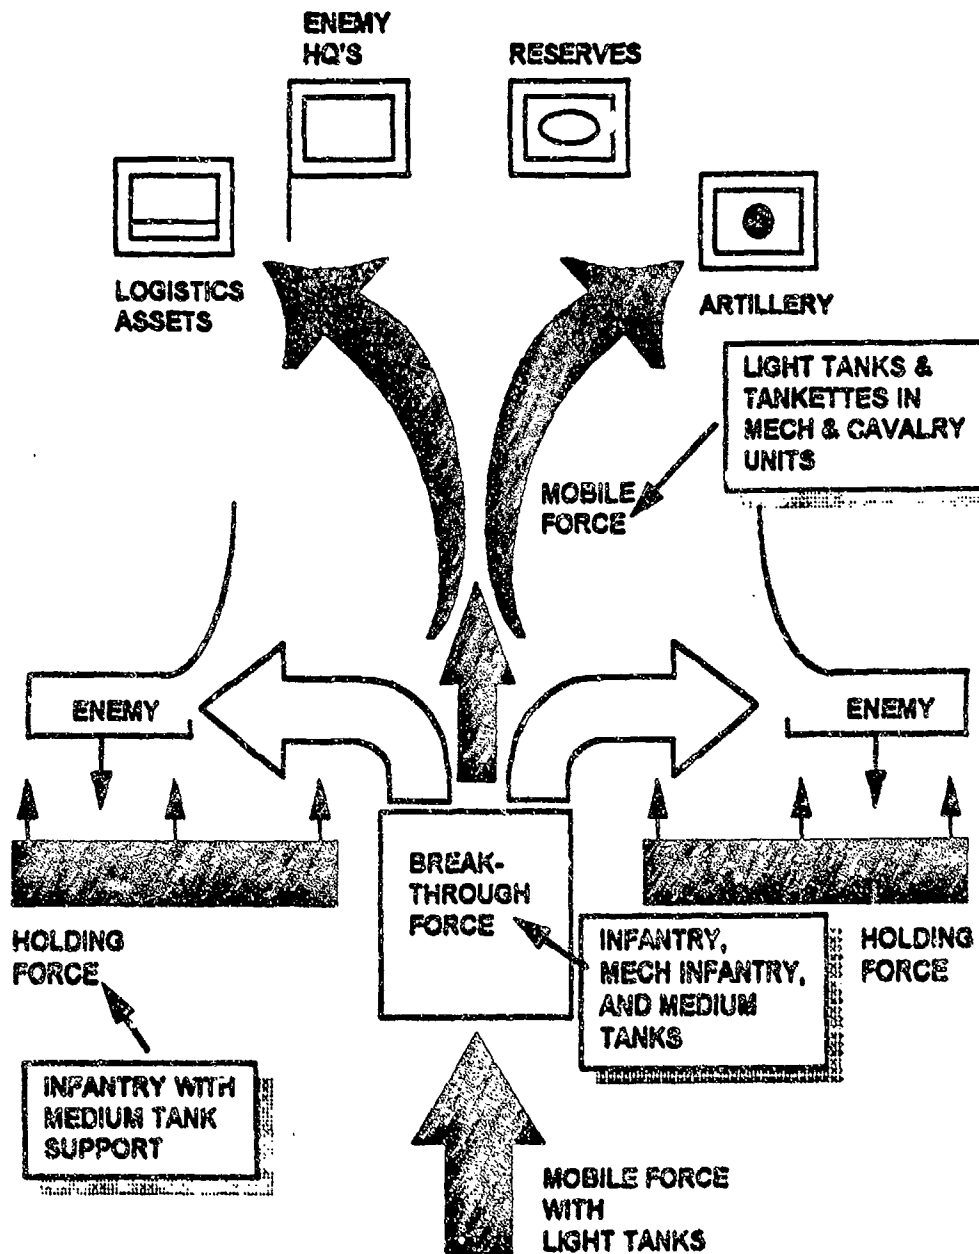 ENEMY
HQ'S
RESERVES
LOGISTICS
ASSETS
ARTILLERY
LIGHT TANKS &
TANKETTES IN
MECH & CAVALRY
UNITS
MOBILE
FORCE
ENEMY
ENEMY
BREAK-
THROUGH
FORCE
HOLDING
FORCE
INFANTRY,
MECH INFANTRY,
AND MEDIUM
TANKS
HOLDING
FORCE
INFANTRY WITH
MEDIUM TANK
SUPPORT
MOBILE FORCE
WITH
LIGHT TANKS